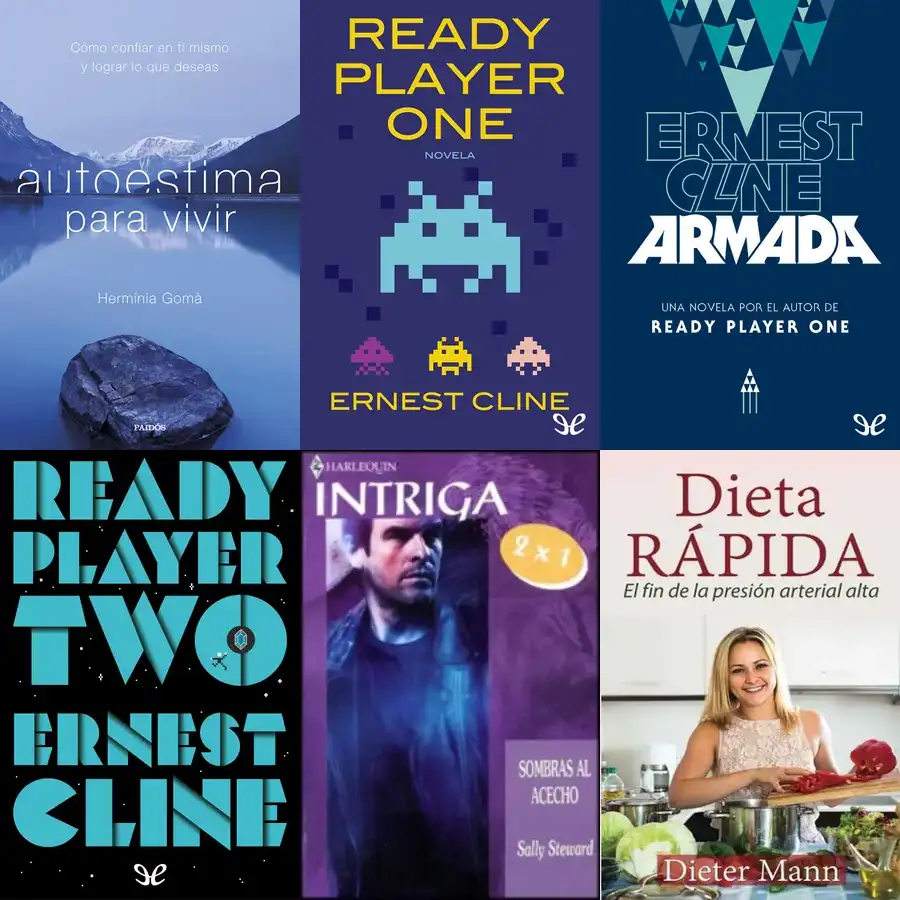 Cómo confiar en ti mismo
y lograr lo que deseas
autoestima
para vivir
Hermínia Gomà
PAIDÓS
READY
PLAYER
ONE
NOVELA
ERNEST CLINE
ERNEST
CLINE
ARMADA
UNA NOVELA POR EL AUTOR DE
READY PLAYER ONE
READY
PLAYER
TWO
ERNEST
CLINE
HARLEQUIN
INTRIGA
2 x 1
SOMBRAS AL
ACECHO
Sally Steward
Dieta
RÁPIDA
El fin de la presión arterial alta
Dieter Mann